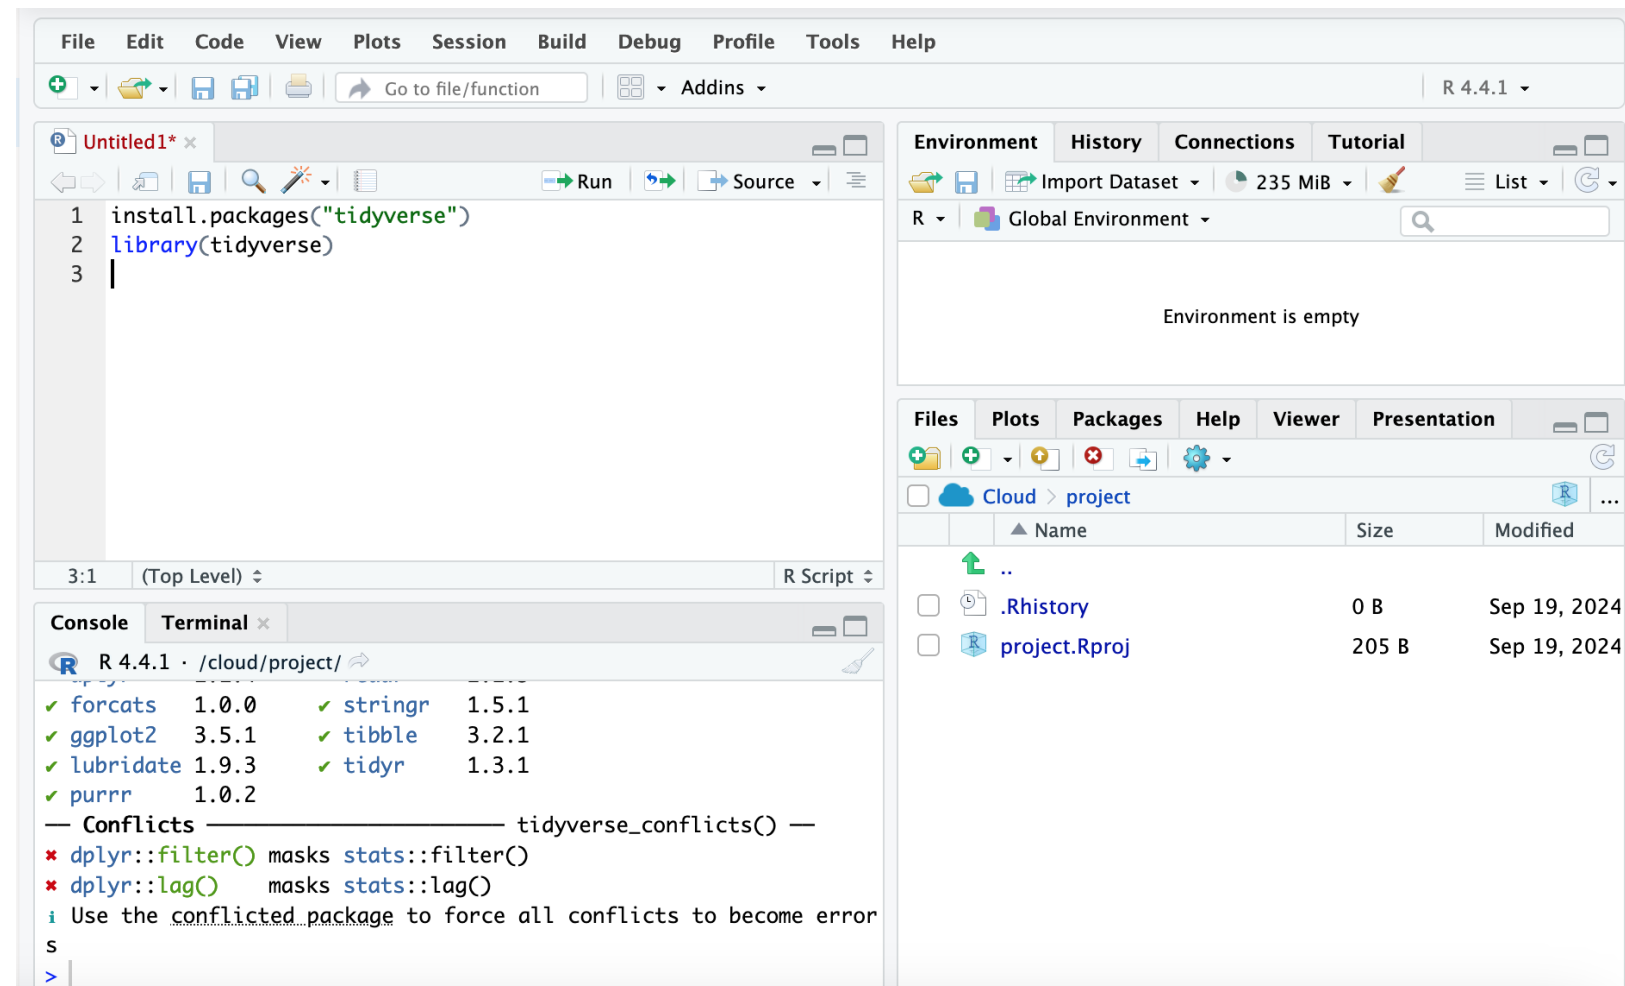 File Edit Code View Plots Session Build Debug Profile Tools Help
Go to file/function Addins R 4.4.1
Untitled1*
Run Source
1 install.packages("tidyverse")
2 library(tidyverse)
3
3:1 (Top Level) R Script
Console Terminal
R 4.4.1 · /cloud/project/
✔ forcats 1.0.0 ✔ stringr 1.5.1
✔ ggplot2 3.5.1 ✔ tibble 3.2.1
✔ lubridate 1.9.3 ✔ tidyr 1.3.1
✔ purrr 1.0.2
── Conflicts ──────────────────────── tidyverse_conflicts() ──
✖ dplyr::filter() masks stats::filter()
✖ dplyr::lag() masks stats::lag()
ℹ Use the conflicted package to force all conflicts to become error
s
>
Environment History Connections Tutorial
Import Dataset 235 MiB List
R Global Environment
Environment is empty
Files Plots Packages Help Viewer Presentation
Cloud project ...
Name Size Modified
..
.Rhistory 0 B Sep 19, 2024
project.Rproj 205 B Sep 19, 2024